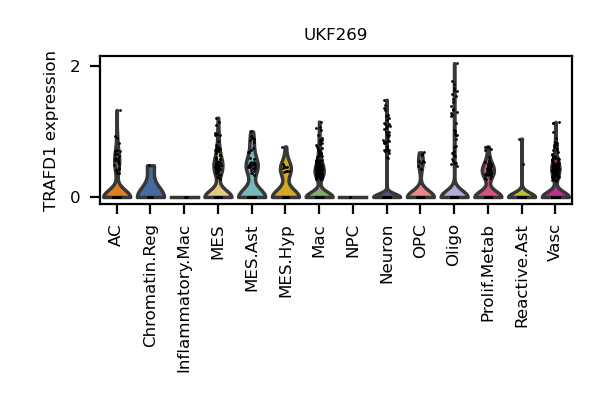 UKF269
TRAFD1 expression
2
0
AC
Chromatin.Reg
Inflammatory.Mac
MES
MES.Ast
MES.Hyp
Mac
NPC
Neuron
OPC
Oligo
Prolif.Metab
Reactive.Ast
Vasc